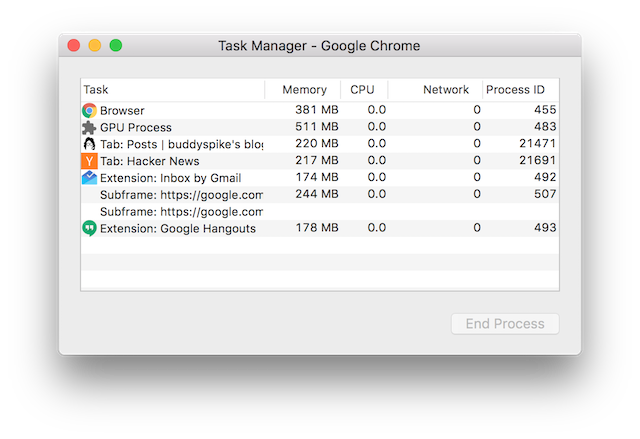 Task Manager - Google Chrome
Task Memory CPU Network Process ID
Browser 381 MB 0.0 0 455
GPU Process 511 MB 0.0 0 483
Tab: Posts | buddyspike's blog 220 MB 0.0 0 21471
Y Tab: Hacker News 217 MB 0.0 0 21691
Extension: Inbox by Gmail 174 MB 0.0 0 492
Subframe: https://google.com 244 MB 0.0 0 507
Subframe: https://google.com
Extension: Google Hangouts 178 MB 0.0 0 493
End Process